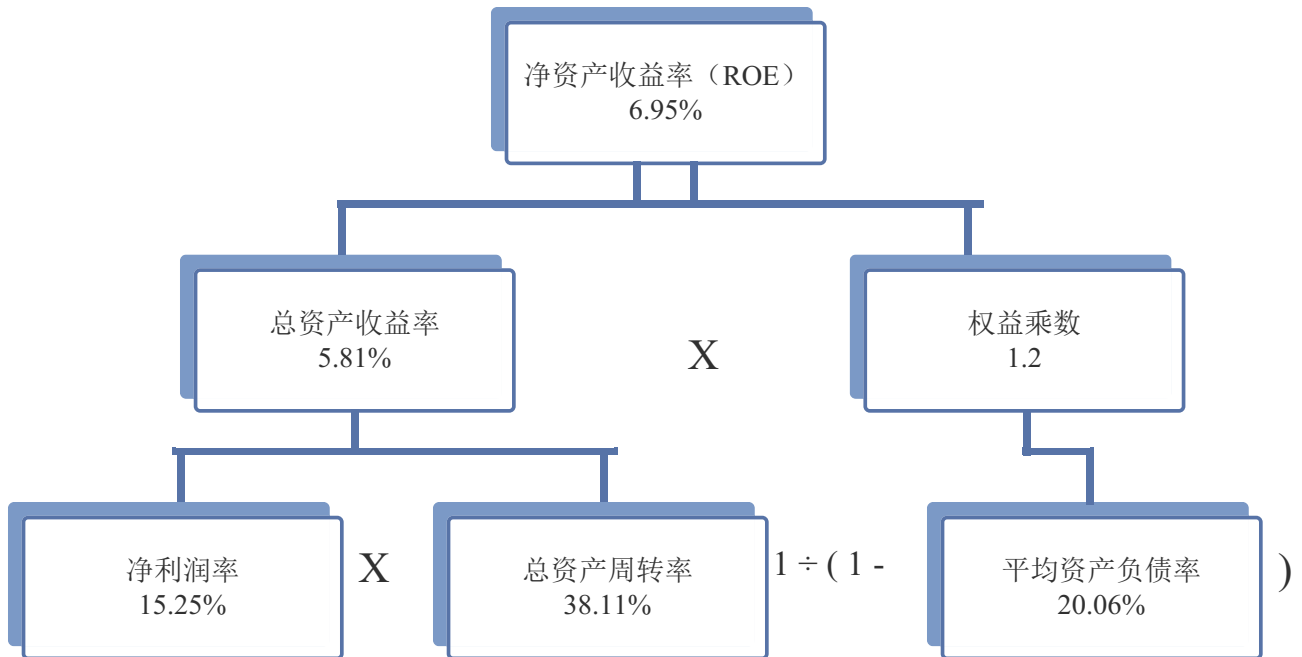 净资产收益率（ROE）
6.95%
总资产收益率
5.81%
X
权益乘数
1.2
净利润率
15.25%
X
总资产周转率
38.11%
1 ÷ ( 1 -
平均资产负债率
20.06%
)